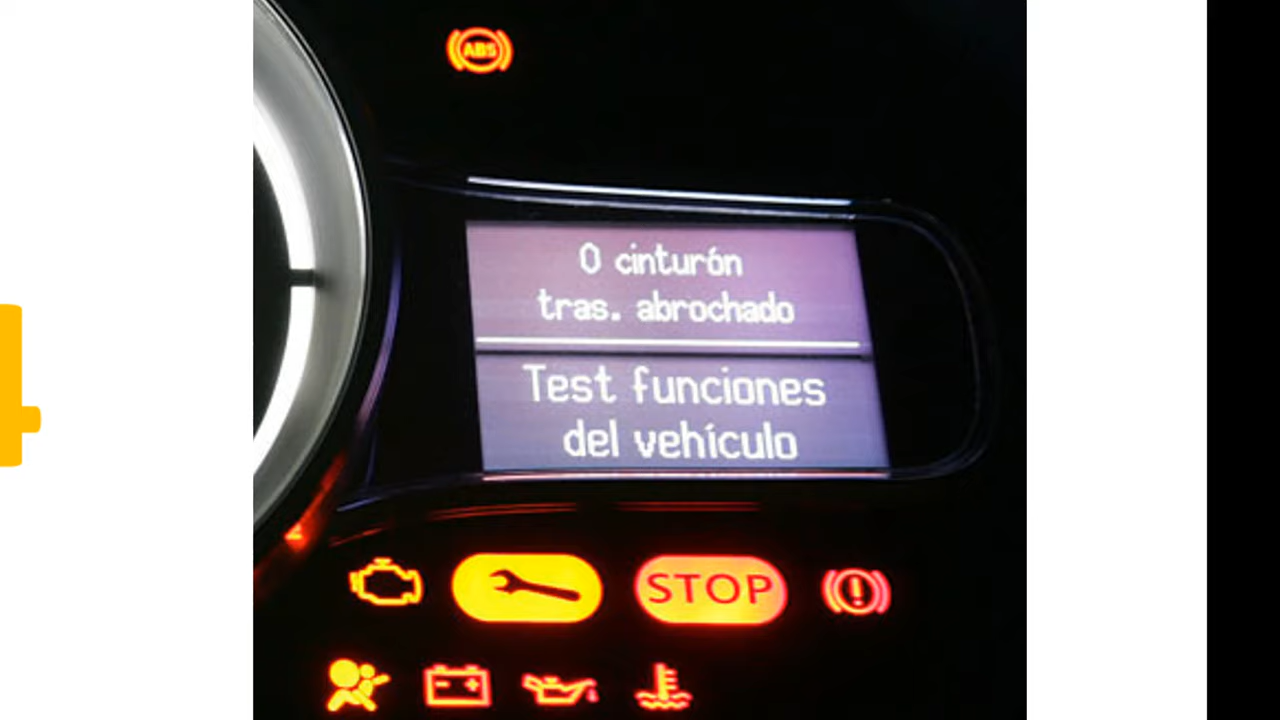 ABS
0 cinturón
tras. abrochado
Test funciones
del vehículo
STOP